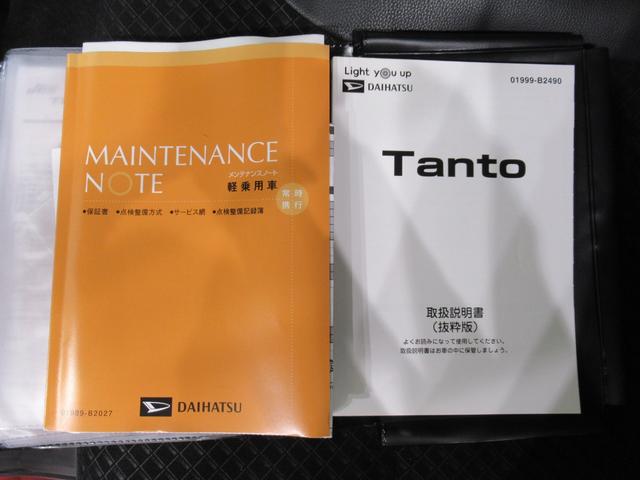 MAINTENANCE
NOTE
メンテナンスノート
軽乗用車
常時
携行
•保証書 •点検整備方式 •サービス網 •点検整備記録簿
01999-B2027
DAIHATSU
Light you up
DAIHATSU
01999-B2490
Tanto
取扱説明書
(抜粋版)
よくお読みになって使用してください。
取扱説明書はお車の中に保管しましょう。